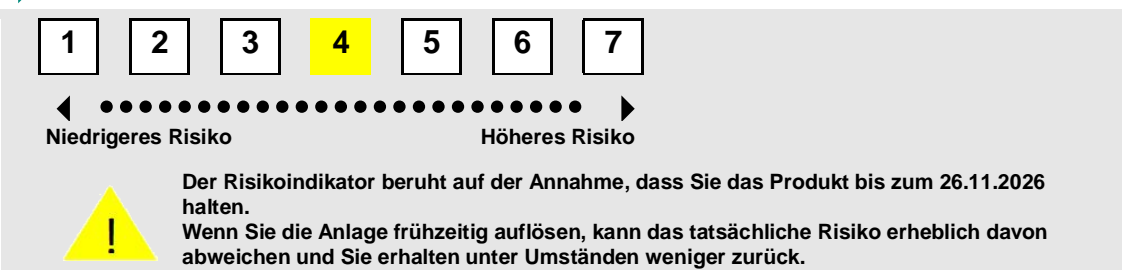 1 2 3 4 5 6 7
Niedrigeres Risiko Höheres Risiko
!
Der Risikoindikator beruht auf der Annahme, dass Sie das Produkt bis zum 26.11.2026
halten.
Wenn Sie die Anlage frühzeitig auflösen, kann das tatsächliche Risiko erheblich davon
abweichen und Sie erhalten unter Umständen weniger zurück.